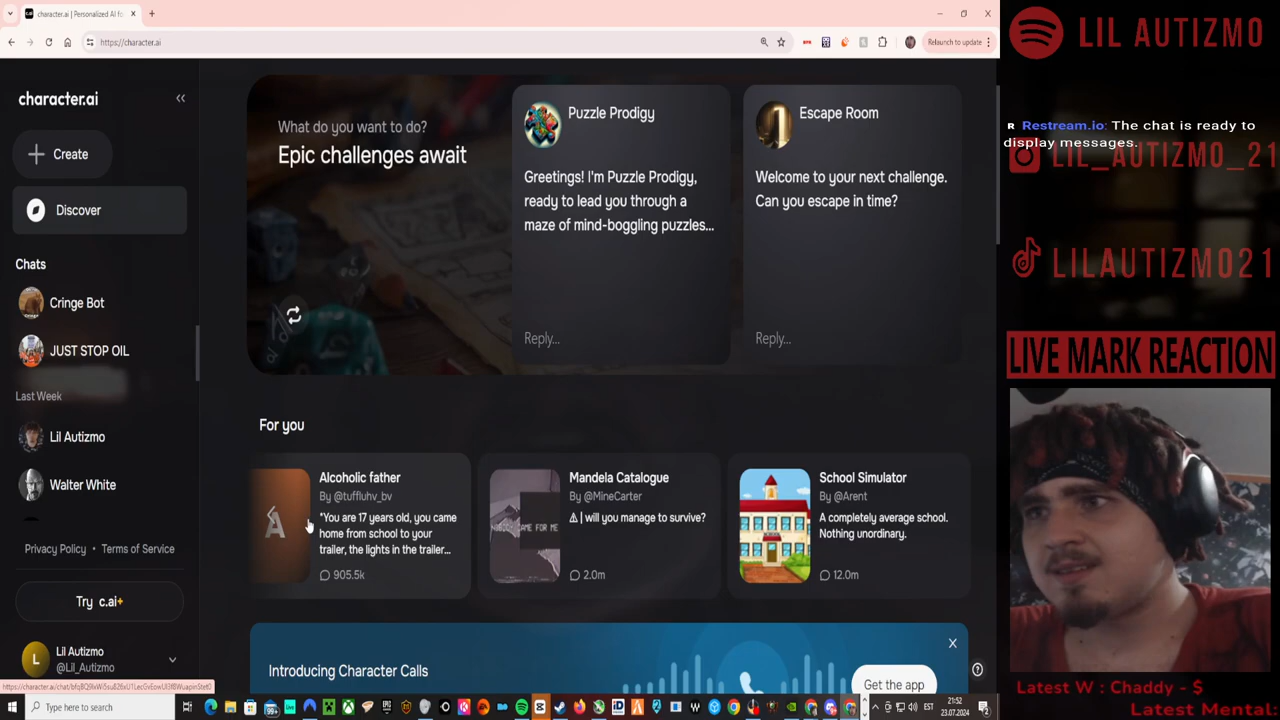 character.ai | Personalized AI fo
https://character.ai
Relaunch to update
character.ai
Create
Discover
Chats
Cringe Bot
JUST STOP OIL
Last Week
Lil Autizmo
Walter White
Privacy Policy • Terms of Service
Try c.ai+
L
Lil Autizmo
@Lil_Autizmo
What do you want to do?
Epic challenges await
Puzzle Prodigy
Greetings! I'm Puzzle Prodigy,
ready to lead you through a
maze of mind-boggling puzzles...
Reply...
Escape Room
Welcome to your next challenge.
Can you escape in time?
Reply...
For you
A
Alcoholic father
By @tuffluhv_bv
"You are 17 years old, you came
home from school to your
trailer, the lights in the trailer...
905.5k
Mandela Catalogue
By @MineCarter
⚠ | will you manage to survive?
2.0m
School Simulator
By @Arent
A completely average school.
Nothing unordinary.
12.0m
Introducing Character Calls
Get the app
Type here to search
EST
21:52
23.07.2024
LIL AUTIZMO
Restream.io: The chat is ready to
display messages.
LIL_AUTIZMO_21
LILAUTIZMO21
LIVE MARK REACTION
Latest W : Chaddy - $
Latest Mental: